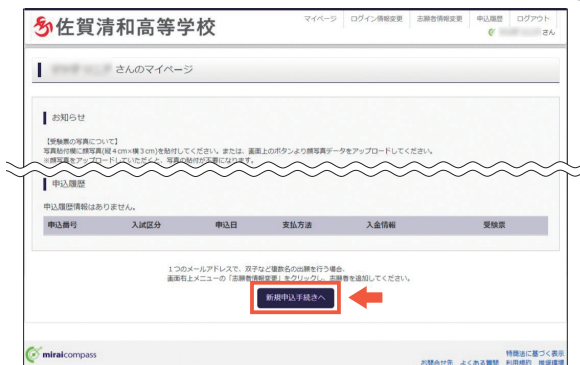 佐賀清和高等学校
マイページ ログイン情報変更 志願者情報変更 申込履歴 ログアウト
さん
さんのマイページ
お知らせ
【受験票の写真について】
写真貼付欄に顔写真(縦4cm×横3cm)を貼付してください。または、画面上のボタンより顔写真データをアップロードしてください。
※顔写真をアップロードしていただくと、写真の貼付が不要になります。
申込履歴
申込履歴情報はありません。
申込番号 入試区分 申込日 支払方法 入金情報 受験票
1つのメールアドレスで、双子など複数名の出願を行う場合、
画面右上メニューの「志願者情報変更」をクリックし、志願者を追加してください。
新規申込手続きへ
miraicompass
特商法に基づく表示
お問合せ先 よくある質問 利用規約 推奨環境